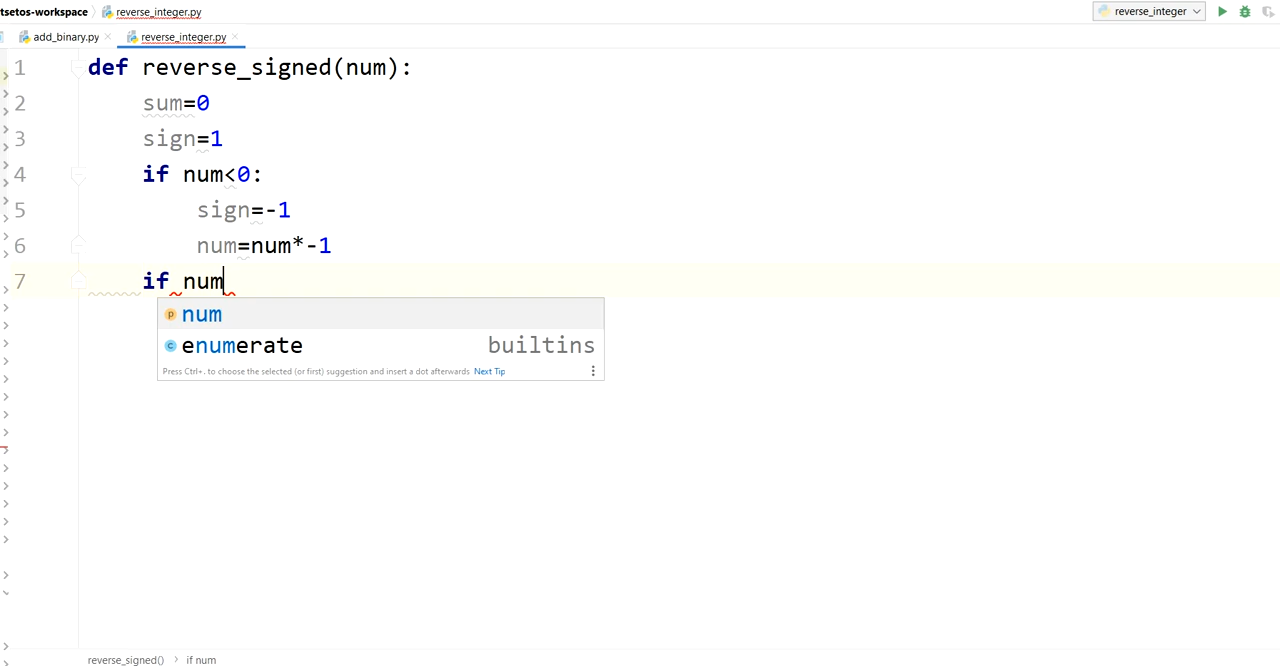 tsetos-workspace reverse_integer.py reverse_integer
add_binary.py reverse_integer.py
1 def reverse_signed(num):
2 sum=0
3 sign=1
4 if num<0:
5 sign=-1
6 num=num*-1
7 if num
p num
c enumerate builtins
Press Ctrl+. to choose the selected (or first) suggestion and insert a dot afterwards Next Tip
reverse_signed() if num